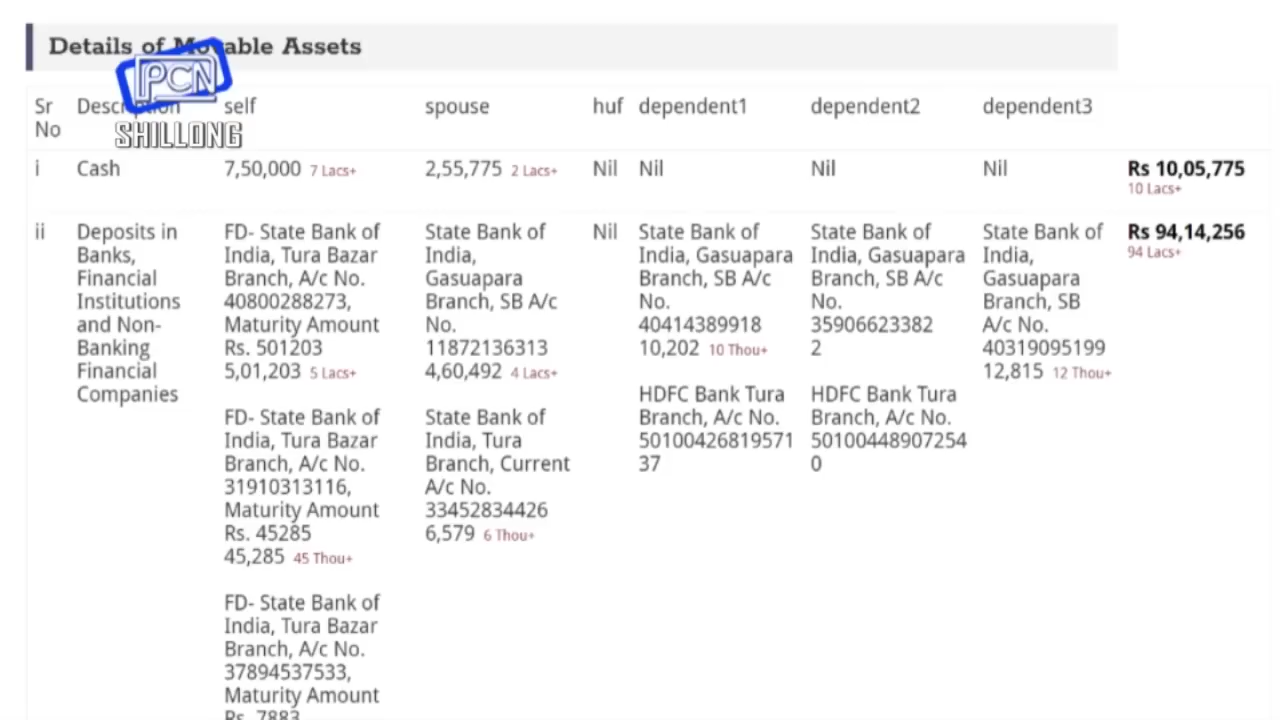 Details of Movable Assets
PCN
SHILLONG
Sr No Description self spouse huf dependent1 dependent2 dependent3
i Cash 7,50,000 7 Lacs+ 2,55,775 2 Lacs+ Nil Nil Nil Nil Rs 10,05,775
10 Lacs+
ii
Deposits in
Banks,
Financial
Institutions
and Non-
Banking
Financial
Companies
FD- State Bank of
India, Tura Bazar
Branch, A/c No.
40800288273,
Maturity Amount
Rs. 501203
5,01,203 5 Lacs+
FD- State Bank of
India, Tura Bazar
Branch, A/c No.
31910313116,
Maturity Amount
Rs. 45285
45,285 45 Thou+
FD- State Bank of
India, Tura Bazar
Branch, A/c No.
37894537533,
Maturity Amount
Rs. 7883
State Bank of
India,
Gasuapara
Branch, SB A/c
No.
11872136313
4,60,492 4 Lacs+
State Bank of
India, Tura
Branch, Current
A/c No.
33452834426
6,579 6 Thou+
Nil
State Bank of
India, Gasuapara
Branch, SB A/c
No.
40414389918
10,202 10 Thou+
HDFC Bank Tura
Branch, A/c No.
50100426819571
37
State Bank of
India, Gasuapara
Branch, SB A/c
No.
35906623382
2
HDFC Bank Tura
Branch, A/c No.
50100448907254
0
State Bank of
India,
Gasuapara
Branch, SB
A/c No.
40319095199
12,815 12 Thou+
Rs 94,14,256
94 Lacs+